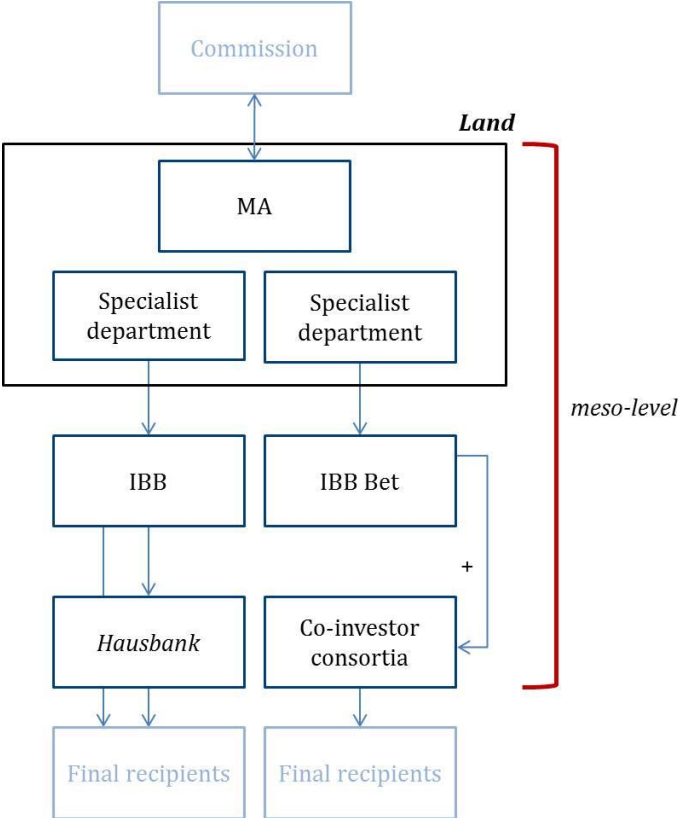 Commission
Land
MA
Specialist
department
Specialist
department
meso-level
IBB
IBB Bet
+
Hausbank
Co-investor
consortia
Final recipients
Final recipients